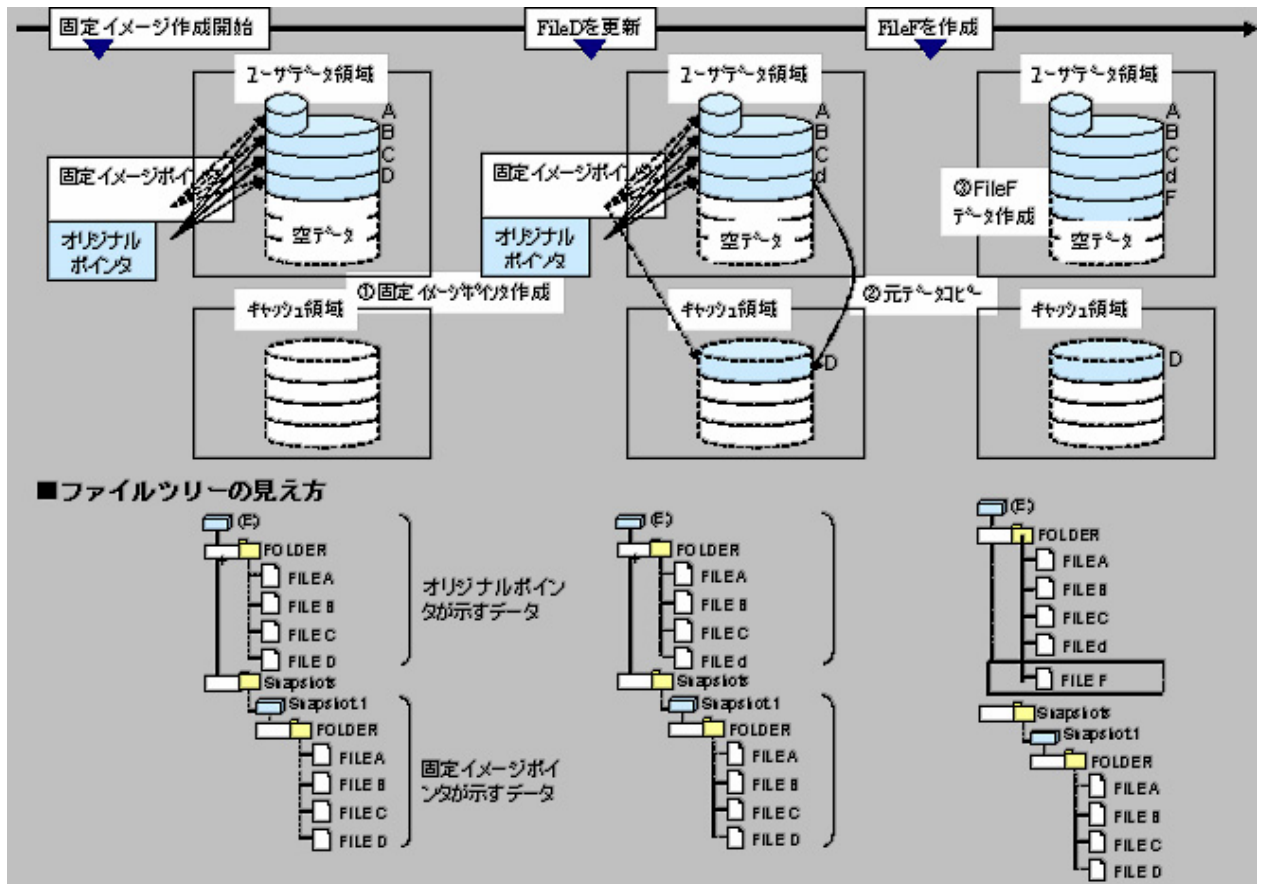 固定イメージ作成開始
FileDを更新
FileFを作成
ユーザデータ領域
A
B
C
D
固定イメージポイン
オリジナル
ポインタ
空データ
①固定イメージポインタ作成
キャッシュ領域
ユーザデータ領域
A
B
C
d
固定イメージポインタ
オリジナル
ポインタ
空データ
②元データコピー
キャッシュ領域
D
ユーザデータ領域
A
B
C
d
F
③FileF
データ作成
空データ
キャッシュ領域
D
■ファイルツリーの見え方
(E:)
FOLDER
FILE A
FILE B
FILE C
FILE D
Snapshots
Snapshot.1
FOLDER
FILE A
FILE B
FILE C
FILE D
オリジナルポイン
タが示すデータ
固定イメージポイ
ンタが示すデータ
(E:)
FOLDER
FILE A
FILE B
FILE C
FILE d
Snapshots
Snapshot.1
FOLDER
FILE A
FILE B
FILE C
FILE D
(E:)
FOLDER
FILE A
FILE B
FILE C
FILE d
FILE F
Snapshots
Snapshot.1
FOLDER
FILE A
FILE B
FILE C
FILE D